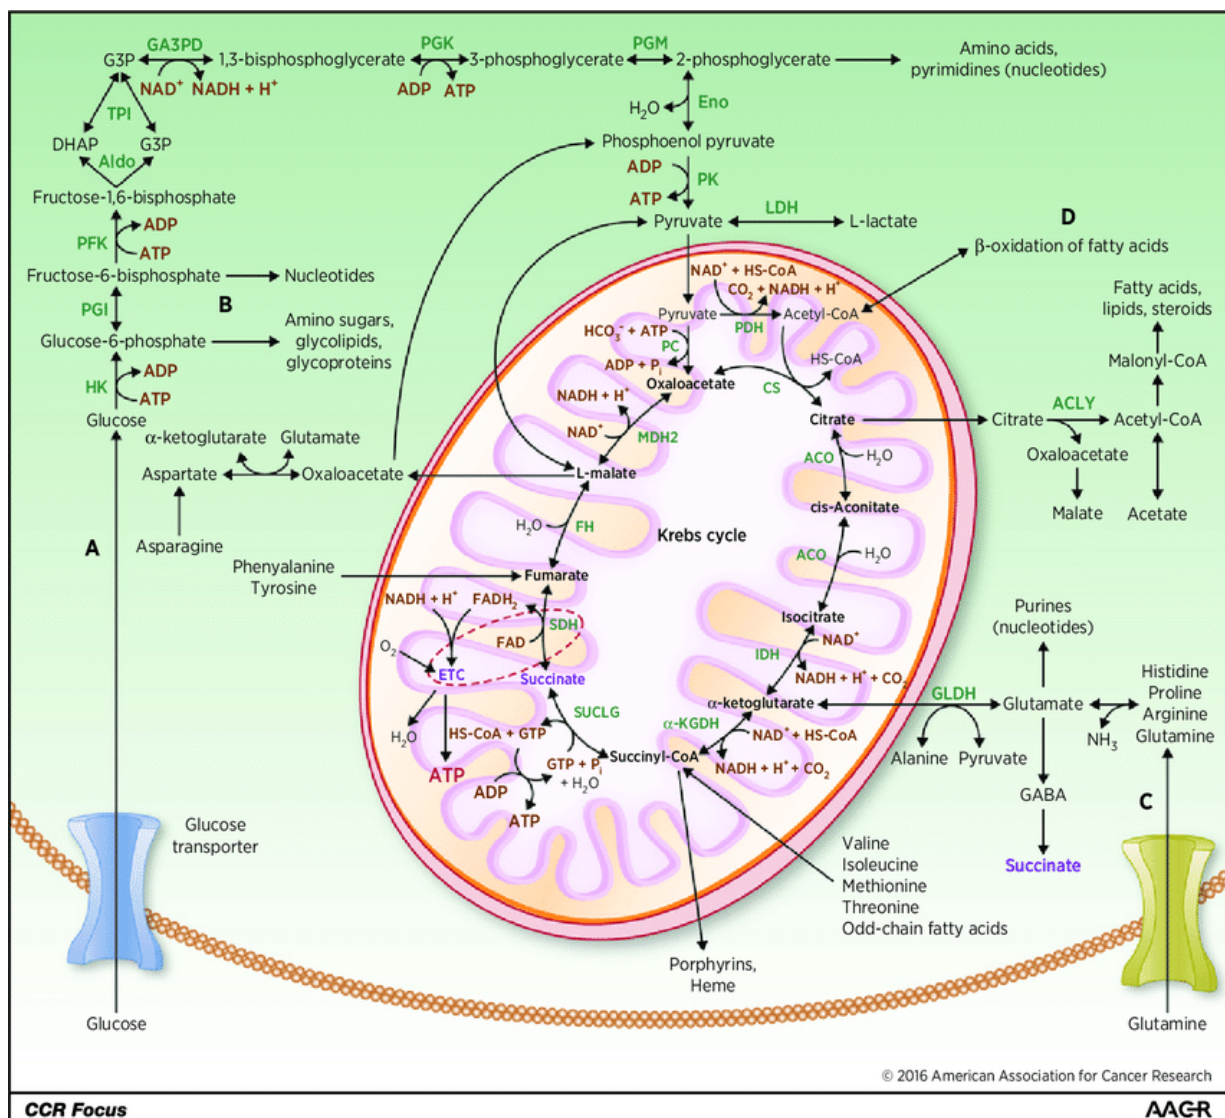 G3P
GA3PD
1,3-bisphosphoglycerate
PGK
3-phosphoglycerate
PGM
2-phosphoglycerate
Amino acids,
pyrimidines (nucleotides)
NAD⁺ NADH + H⁺
ADP ATP
TPI
H₂O
Eno
DHAP
G3P
Aldo
Phosphoenol pyruvate
Fructose-1,6-bisphosphate
ADP
PK
ATP
ADP
PFK
ATP
Pyruvate
LDH
L-lactate
D
β-oxidation of fatty acids
Fructose-6-bisphosphate
Nucleotides
PGI
B
Glucose-6-phosphate
Amino sugars,
glycolipids,
glycoproteins
ADP
HK
ATP
Glucose
NAD⁺ + HS-CoA
CO₂ + NADH + H⁺
Pyruvate
PDH
Acetyl-CoA
HCO₃⁻ + ATP
PC
ADP + Pᵢ
Oxaloacetate
HS-CoA
CS
Citrate
Fatty acids,
lipids, steroids
Malonyl-CoA
Citrate
ACLY
Acetyl-CoA
Oxaloacetate
Malate
Acetate
NADH + H⁺
NAD⁺
MDH2
ACO
H₂O
α-ketoglutarate
Glutamate
Aspartate
Oxaloacetate
L-malate
Asparagine
A
cis-Aconitate
H₂O
FH
Krebs cycle
ACO
H₂O
Phenyalanine
Tyrosine
Fumarate
Isocitrate
NADH + H⁺
FADH₂
SDH
FAD
O₂
ETC
Succinate
NAD⁺
IDH
NADH + H⁺ + CO₂
Purines
(nucleotides)
α-ketoglutarate
GLDH
Glutamate
Histidine
Proline
Arginine
Glutamine
NH₃
Alanine
Pyruvate
SUCLG
α-KGDH
NAD⁺ + HS-CoA
NADH + H⁺ + CO₂
H₂O
HS-CoA + GTP
Succinyl-CoA
GTP + Pᵢ
+ H₂O
ATP
ADP
ATP
GABA
C
Succinate
Glucose
transporter
Valine
Isoleucine
Methionine
Threonine
Odd-chain fatty acids
Porphyrins,
Heme
Glucose
Glutamine
© 2016 American Association for Cancer Research
CCR Focus
AACR